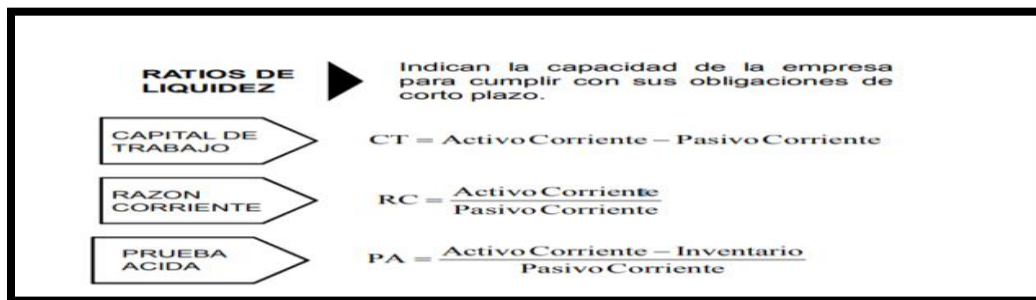 RATIOS DE
LIQUIDEZ
Indican la capacidad de la empresa
para cumplir con sus obligaciones de
corto plazo.
CAPITAL DE
TRABAJO
CT = Activo Corriente – Pasivo Corriente
RAZON
CORRIENTE
RC = Activo Corriente
Pasivo Corriente
PRUEBA
ACIDA
PA = Activo Corriente – Inventario
Pasivo Corriente